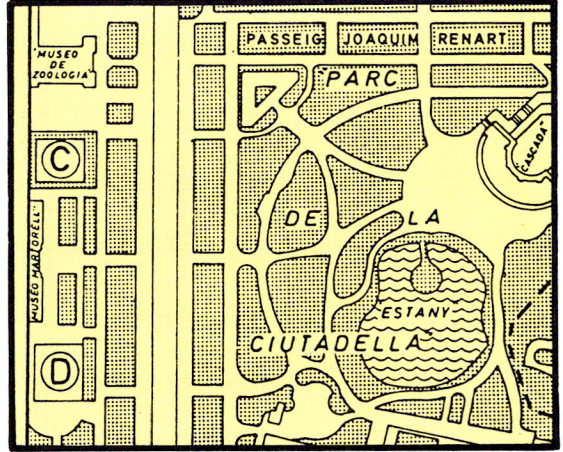 PASSEIG JOAQUIM RENART
MUSEO
DE
ZOOLOGIA
PARC
"CASCADA"
C
DE LA
MUSEO MARTORELL
ESTANY
CIUTADELLA
D